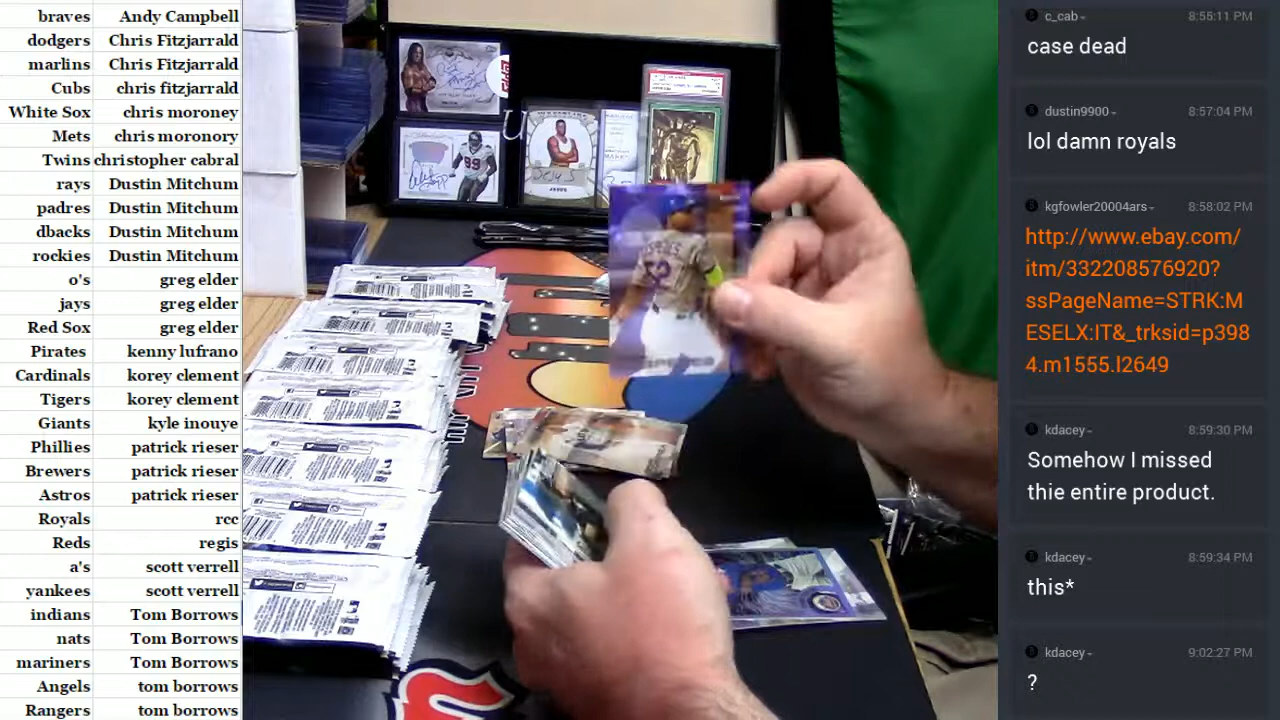 braves Andy Campbell
dodgers Chris Fitzjarrald
marlins Chris Fitzjarrald
Cubs chris fitzjarrald
White Sox chris moroney
Mets chris moronory
Twins christopher cabral
rays Dustin Mitchum
padres Dustin Mitchum
dbacks Dustin Mitchum
rockies Dustin Mitchum
o's greg elder
jays greg elder
Red Sox greg elder
Pirates kenny lufrano
Cardinals korey clement
Tigers korey clement
Giants kyle inouye
Phillies patrick rieser
Brewers patrick rieser
Astros patrick rieser
Royals rcc
Reds regis
a's scott verrell
yankees scott verrell
indians Tom Borrows
nats Tom Borrows
mariners Tom Borrows
Angels tom borrows
Rangers tom borrows
99
52
c_cab 8:55:11 PM
case dead
dustin9900 8:57:04 PM
lol damn royals
kgfowler20004ars 8:58:02 PM
http://www.ebay.com/
itm/332208576920?
ssPageName=STRK:M
ESELX:IT&_trksid=p398
4.m1555.l2649
kdacey 8:59:30 PM
Somehow I missed
thie entire product.
kdacey 8:59:34 PM
this*
kdacey 9:02:27 PM
?